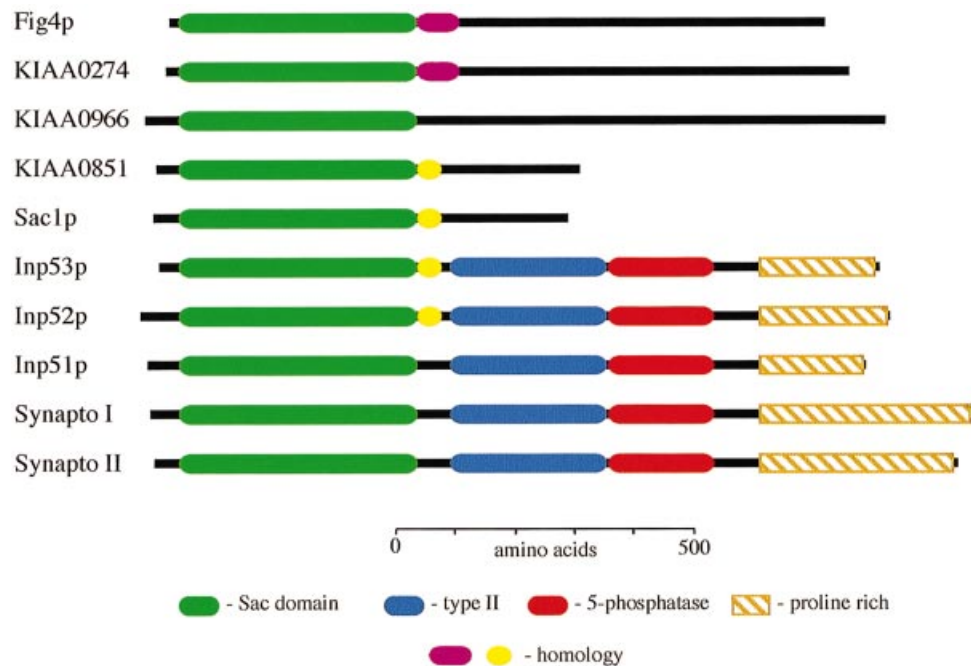 Fig4p
KIAA0274
KIAA0966
KIAA0851
Sac1p
Inp53p
Inp52p
Inp51p
Synapto I
Synapto II
0 amino acids 500
- Sac domain - type II - 5-phosphatase - proline rich
- homology